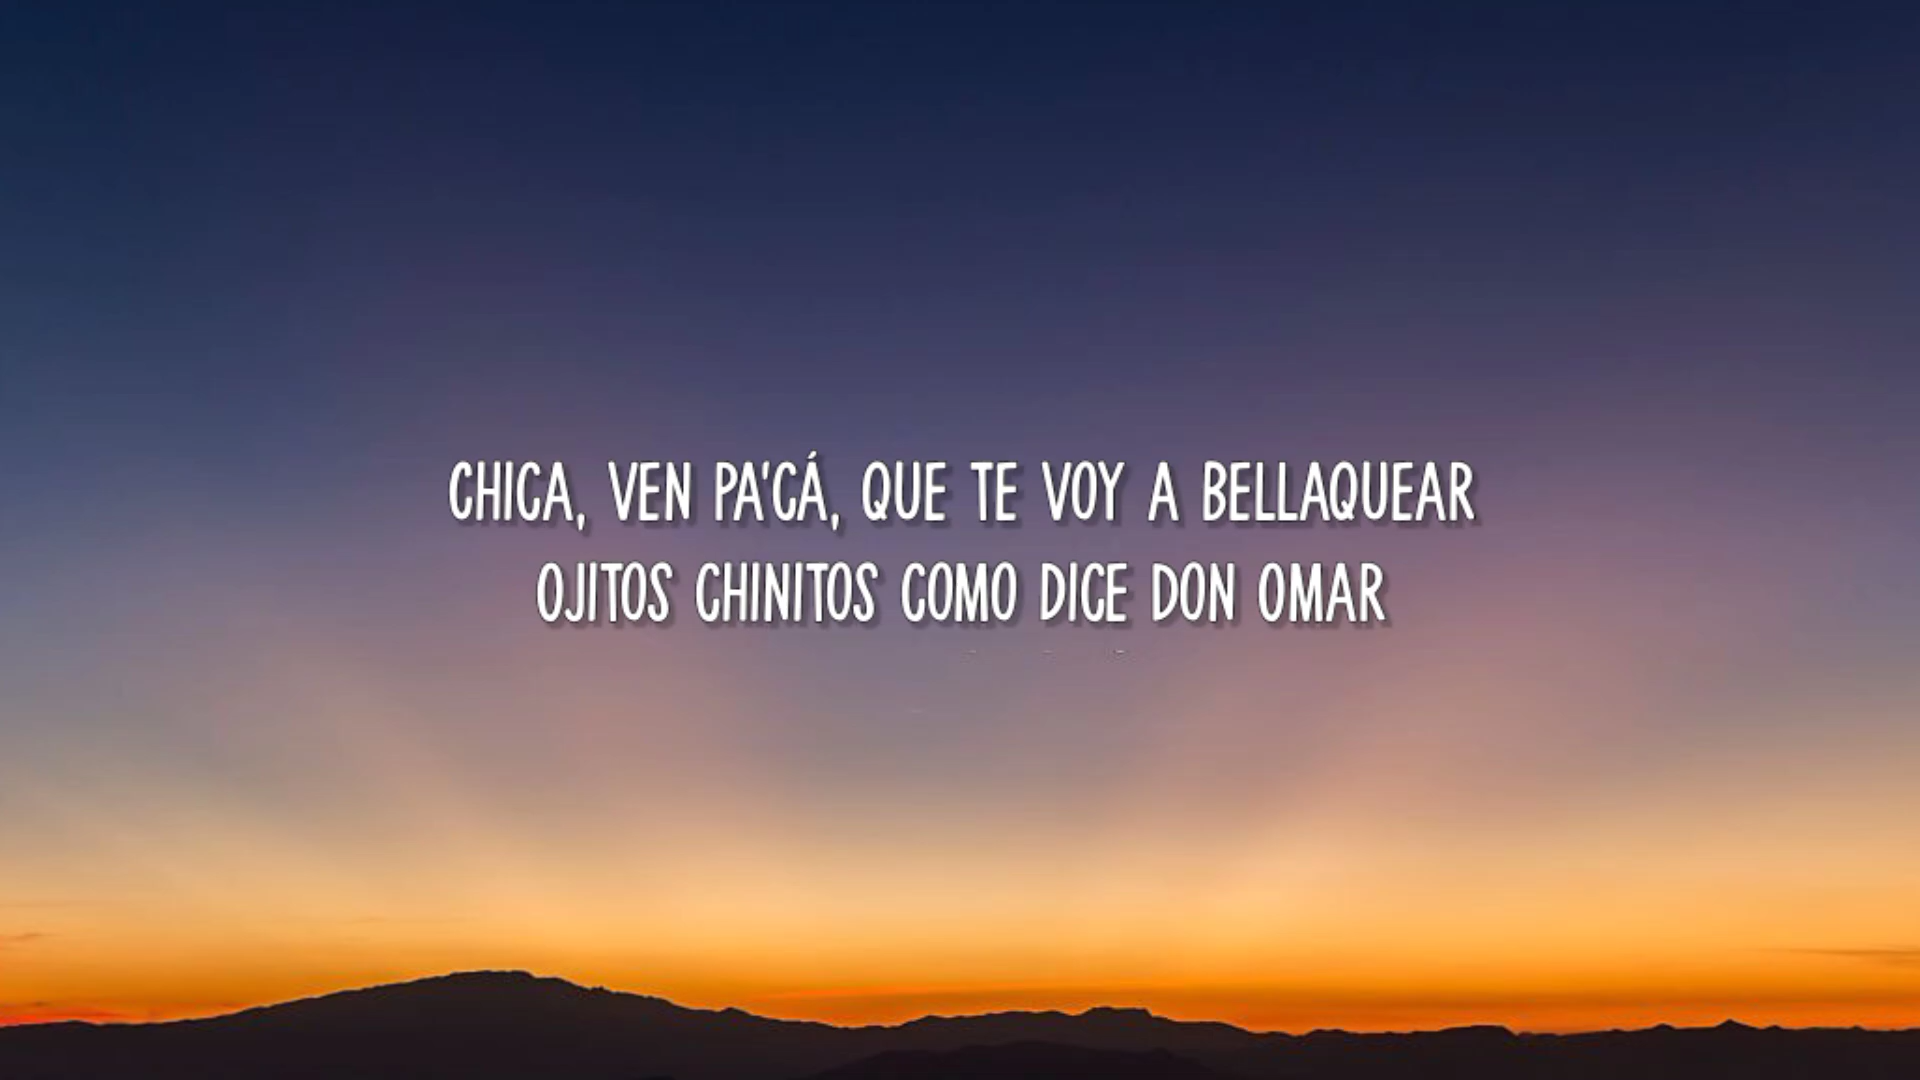 CHICA, VEN PA'CÁ, QUE TE VOY A BELLAQUEAR
OJITOS CHINITOS COMO DICE DON OMAR